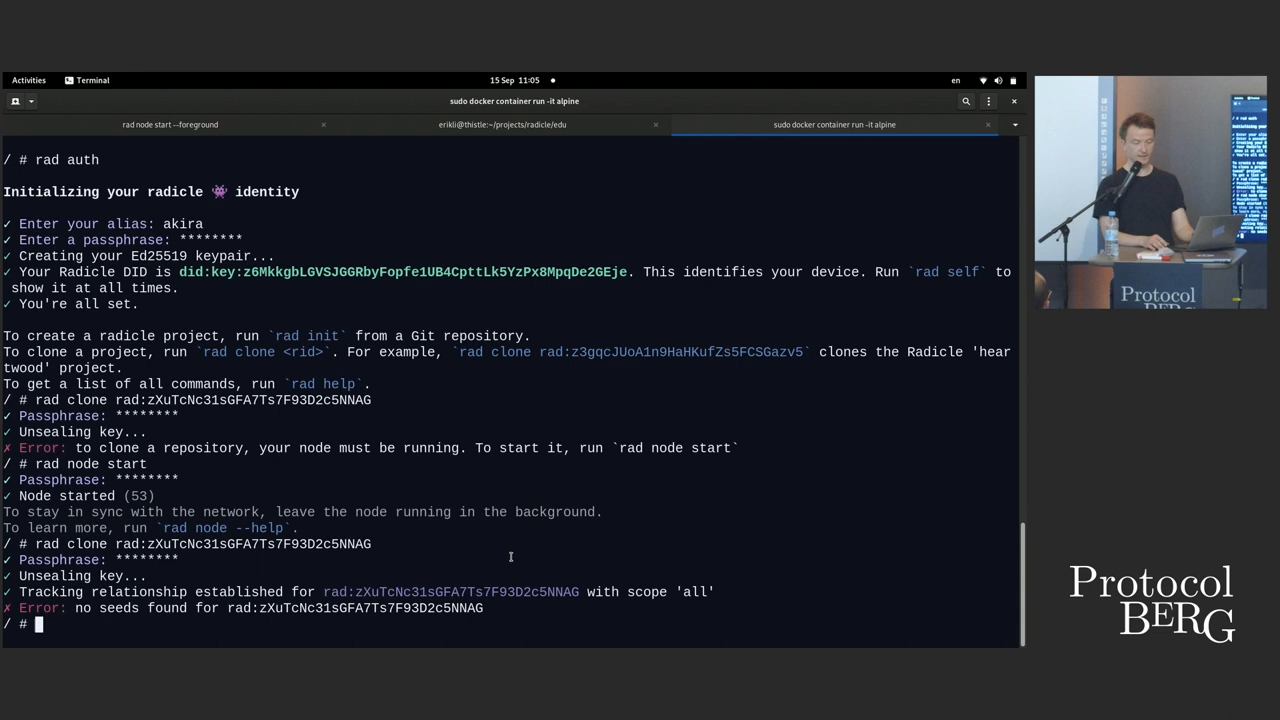 Activities
Terminal
15 Sep 11:05
en
sudo docker container run -it alpine
rad node start --foreground
erikli@thistle:~/projects/radicle/edu
sudo docker container run -it alpine
/ # rad auth
Initializing your radicle 👾 identity
✓ Enter your alias: akira
✓ Enter a passphrase: ********
✓ Creating your Ed25519 keypair...
✓ Your Radicle DID is did:key:z6MkkgbLGVSJGGRbyFopfe1UB4CpttLk5YzPx8MpqDe2GEje. This identifies your device. Run `rad self` to
show it at all times.
✓ You're all set.
To create a radicle project, run `rad init` from a Git repository.
To clone a project, run `rad clone <rid>`. For example, `rad clone rad:z3gqcJUoA1n9HaHKufZs5FCSGazv5` clones the Radicle 'hear
twood' project.
To get a list of all commands, run `rad help`.
/ # rad clone rad:zXuTcNc31sGFA7Ts7F93D2c5NNAG
✓ Passphrase: ********
✓ Unsealing key...
✗ Error: to clone a repository, your node must be running. To start it, run `rad node start`
/ # rad node start
✓ Passphrase: ********
✓ Node started (53)
To stay in sync with the network, leave the node running in the background.
To learn more, run `rad node --help`.
/ # rad clone rad:zXuTcNc31sGFA7Ts7F93D2c5NNAG
✓ Passphrase: ********
✓ Unsealing key...
✓ Tracking relationship established for rad:zXuTcNc31sGFA7Ts7F93D2c5NNAG with scope 'all'
✗ Error: no seeds found for rad:zXuTcNc31sGFA7Ts7F93D2c5NNAG
/ #
Protocol
Protocol
BERG